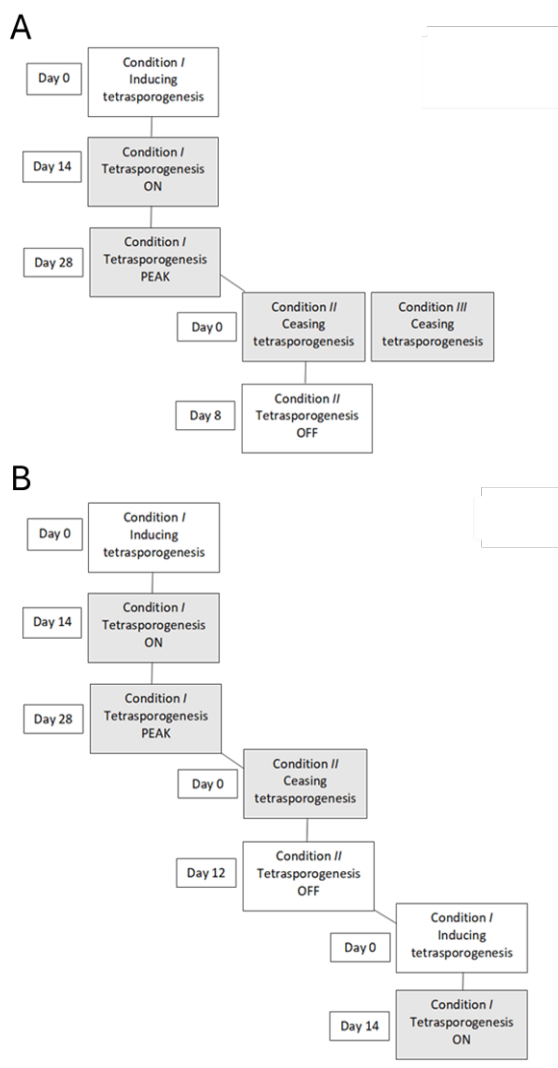 A
Day 0
Condition I
Inducing
tetrasporogenesis
Day 14
Condition I
Tetrasporogenesis
ON
Day 28
Condition I
Tetrasporogenesis
PEAK
Day 0
Condition II
Ceasing
tetrasporogenesis
Condition III
Ceasing
tetrasporogenesis
Day 8
Condition II
Tetrasporogenesis
OFF
B
Day 0
Condition I
Inducing
tetrasporogenesis
Day 14
Condition I
Tetrasporogenesis
ON
Day 28
Condition I
Tetrasporogenesis
PEAK
Day 0
Condition II
Ceasing
tetrasporogenesis
Day 12
Condition II
Tetrasporogenesis
OFF
Day 0
Condition I
Inducing
tetrasporogenesis
Day 14
Condition I
Tetrasporogenesis
ON